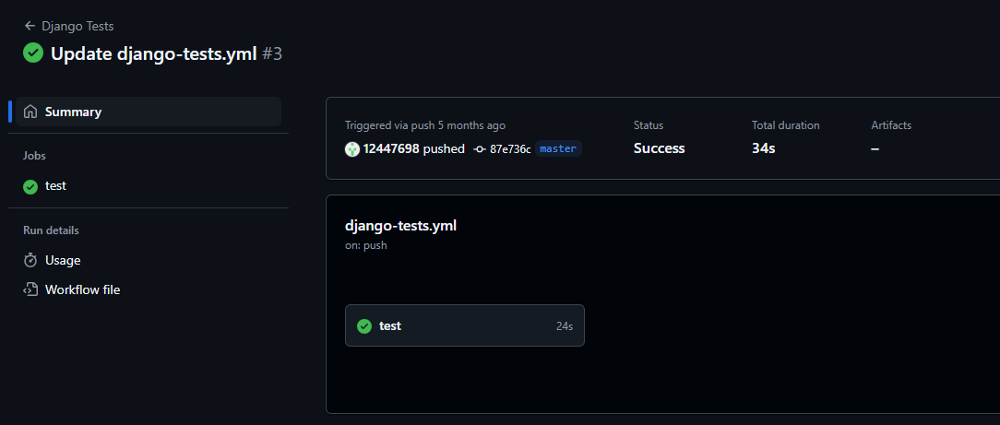 Django Tests
Update django-tests.yml #3
Summary
Jobs
test
Run details
Usage
Workflow file
Triggered via push 5 months ago
12447698 pushed 87e736c master
Status
Success
Total duration
34s
Artifacts
–
django-tests.yml
on: push
test 24s